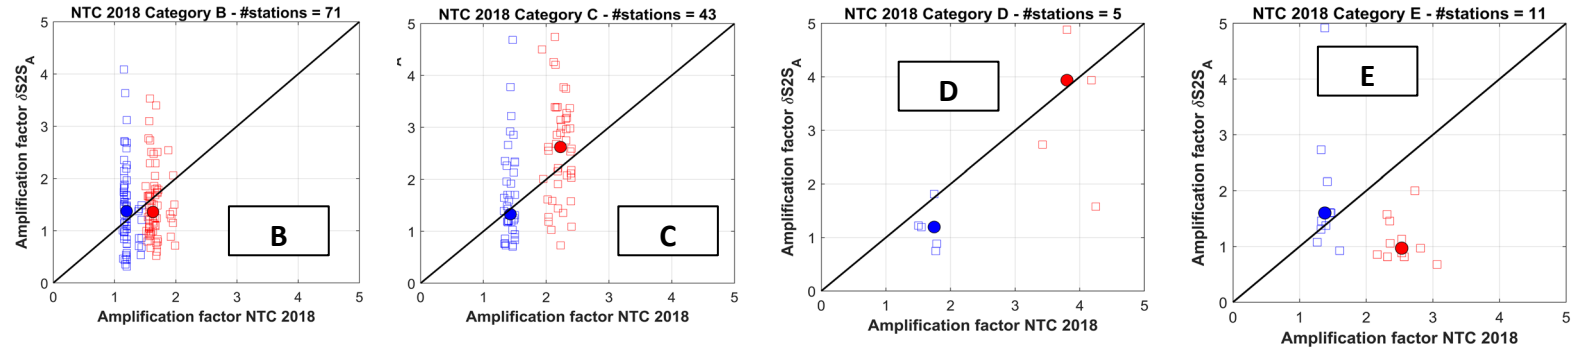 NTC 2018 Category B - #stations = 71
Amplification factor δS2S_A
5
4
3
2
1
0
B
0 1 2 3 4 5
Amplification factor NTC 2018
NTC 2018 Category C - #stations = 43
5
4
3
2
1
0
C
0 1 2 3 4 5
Amplification factor NTC 2018
NTC 2018 Category D - #stations = 5
Amplification factor δS2S_A
5
4
3
2
1
0
D
0 1 2 3 4 5
Amplification factor NTC 2018
NTC 2018 Category E - #stations = 11
Amplification factor δS2S_A
5
4
3
2
1
0
E
0 1 2 3 4 5
Amplification factor NTC 2018